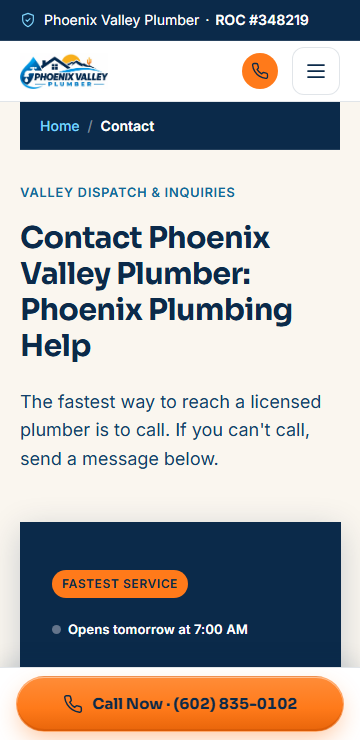 Phoenix Valley Plumber · ROC #348219
PHOENIX VALLEY
PLUMBER
Home / Contact
VALLEY DISPATCH & INQUIRIES
Contact Phoenix
Valley Plumber:
Phoenix Plumbing
Help
The fastest way to reach a licensed
plumber is to call. If you can't call,
send a message below.
FASTEST SERVICE
Opens tomorrow at 7:00 AM
Call Now · (602) 835-0102